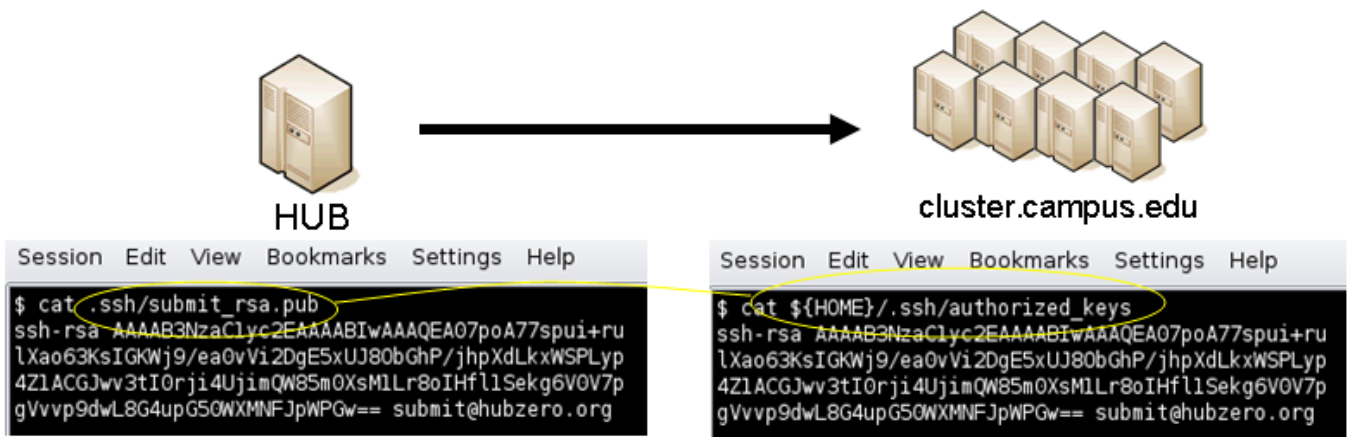 HUB
cluster.campus.edu
Session Edit View Bookmarks Settings Help
$ cat .ssh/submit_rsa.pub
ssh-rsa AAAAB3NzaC1yc2EAAAABIwAAAQEA07poA77spui+ru
lXao63KsIGKWj9/ea0vVi2DgE5xUJ80bGhP/jhpXdLkxWSPLyp
4Z1ACGJwv3tI0rji4UjimQW85m0XsM1Lr8oIHfl1Sekg6V0V7p
gVvvp9dwL8G4upG50WXMNFJpWPGw== submit@hubzero.org
Session Edit View Bookmarks Settings Help
$ cat ${HOME}/.ssh/authorized_keys
ssh-rsa AAAAB3NzaC1yc2EAAAABIwAAAQEA07poA77spui+ru
lXao63KsIGKWj9/ea0vVi2DgE5xUJ80bGhP/jhpXdLkxWSPLyp
4Z1ACGJwv3tI0rji4UjimQW85m0XsM1Lr8oIHfl1Sekg6V0V7p
gVvvp9dwL8G4upG50WXMNFJpWPGw== submit@hubzero.org